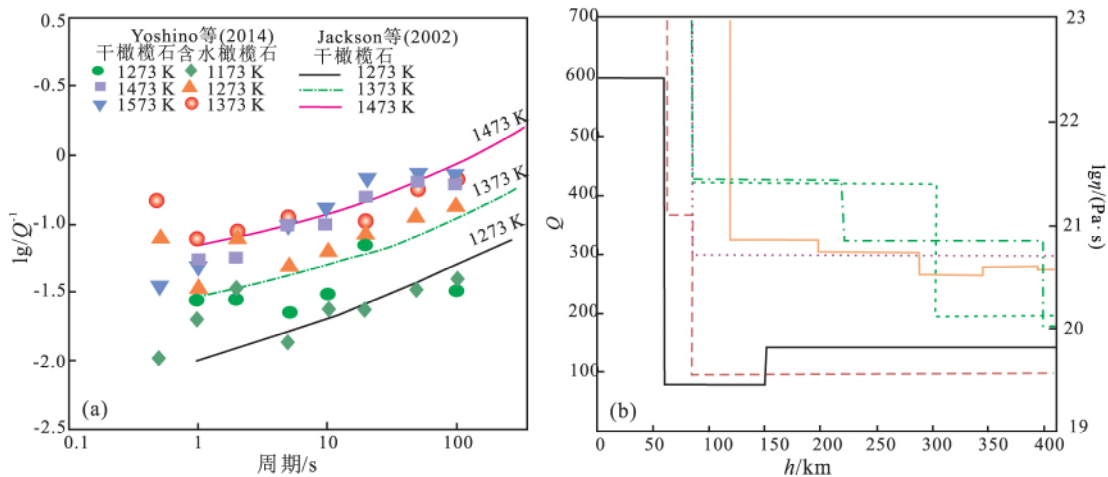 Yoshino等(2014)
Jackson等(2002)
干橄榄石含水橄榄石
干橄榄石
1273 K
1173 K
1273 K
1473 K
1273 K
1373 K
1573 K
1373 K
1473 K
0.5
-0.5
0
-1.0
-1.5
-2.0
-2.5
lg/Q⁻¹
1473 K
1373 K
1273 K
(a)
0.1
1
10
100
周期/s
700
600
500
400
300
200
100
Q
23
22
21
20
19
lgη/(Pa·s)
(b)
0
50
100
150
200
250
300
350
400
h/km